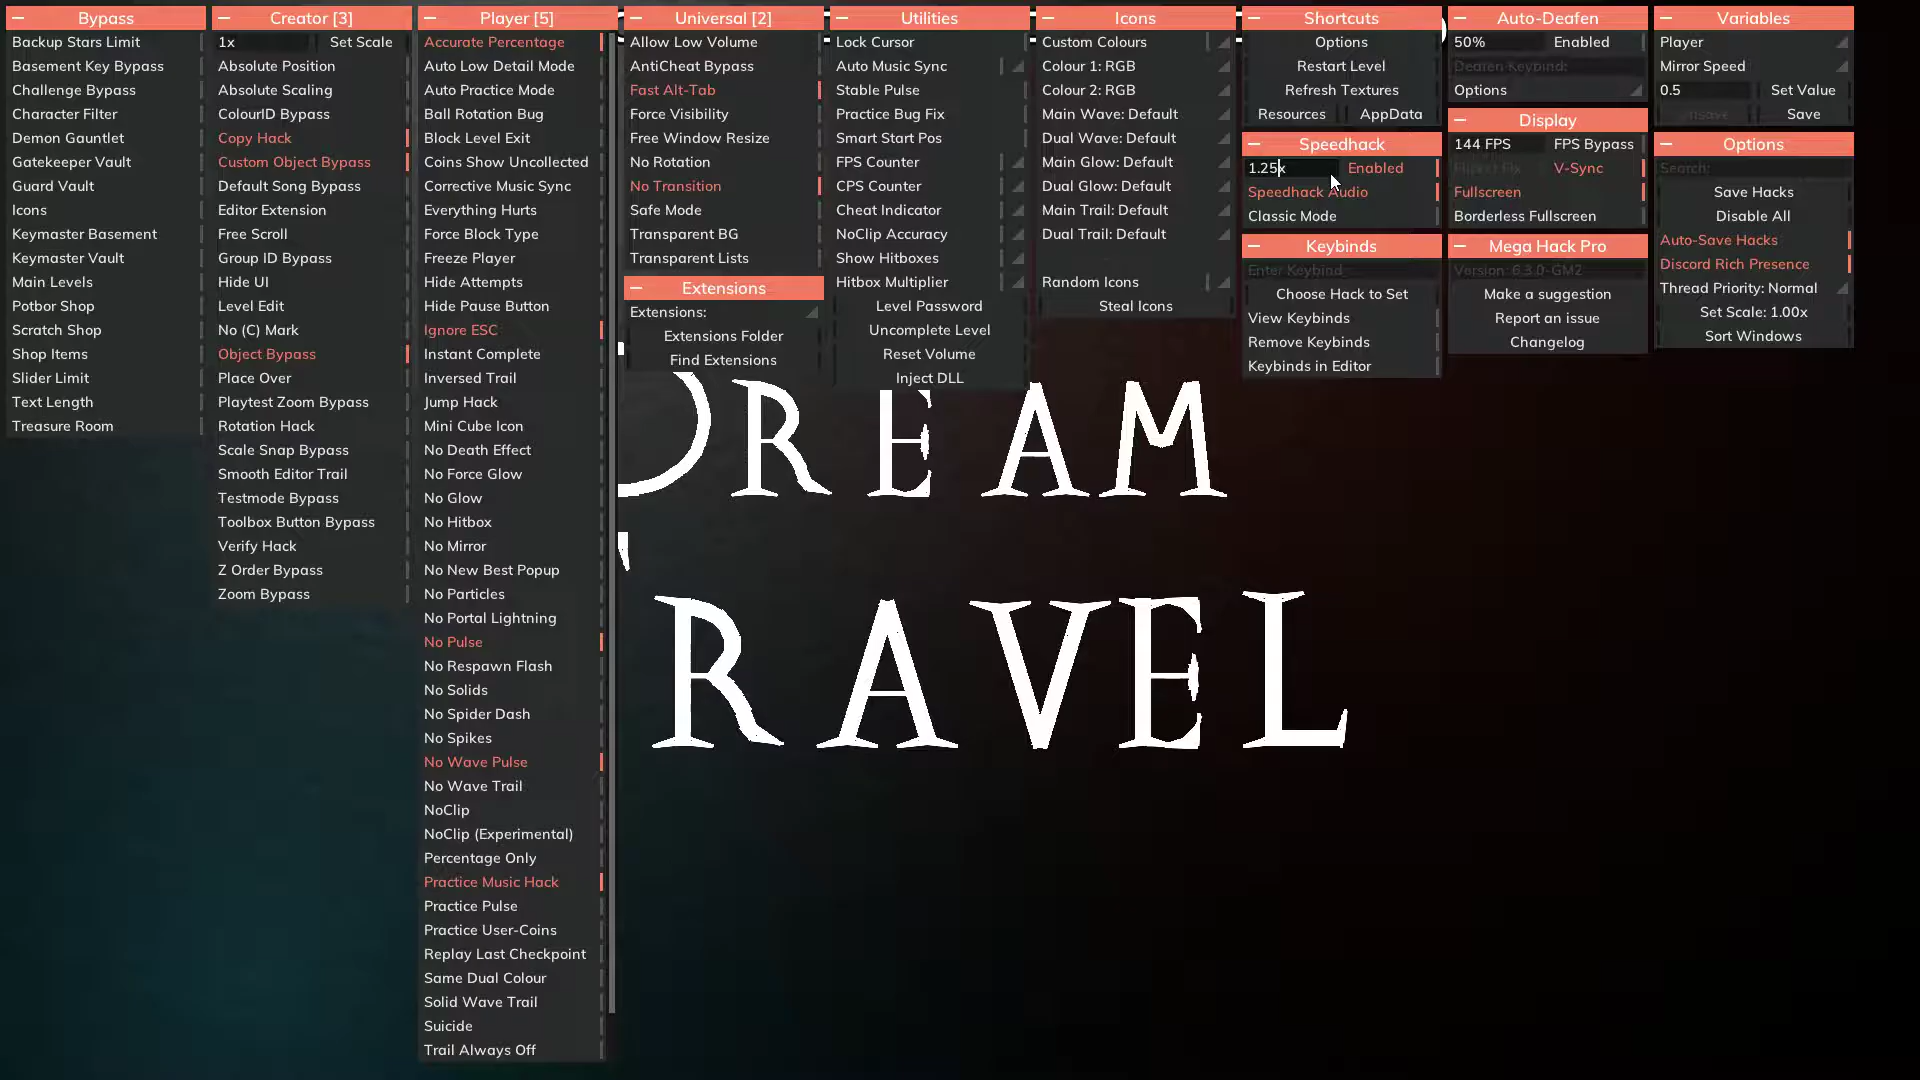 Bypass
Backup Stars Limit
Basement Key Bypass
Challenge Bypass
Character Filter
Demon Gauntlet
Gatekeeper Vault
Guard Vault
Icons
Keymaster Basement
Keymaster Vault
Main Levels
Potbor Shop
Scratch Shop
Shop Items
Slider Limit
Text Length
Treasure Room
Creator [3]
1x Set Scale
Absolute Position
Absolute Scaling
ColourID Bypass
Copy Hack
Custom Object Bypass
Default Song Bypass
Editor Extension
Free Scroll
Group ID Bypass
Hide UI
Level Edit
No (C) Mark
Object Bypass
Place Over
Playtest Zoom Bypass
Rotation Hack
Scale Snap Bypass
Smooth Editor Trail
Testmode Bypass
Toolbox Button Bypass
Verify Hack
Z Order Bypass
Zoom Bypass
Player [5]
Accurate Percentage
Auto Low Detail Mode
Auto Practice Mode
Ball Rotation Bug
Block Level Exit
Coins Show Uncollected
Corrective Music Sync
Everything Hurts
Force Block Type
Freeze Player
Hide Attempts
Hide Pause Button
Ignore ESC
Instant Complete
Inversed Trail
Jump Hack
Mini Cube Icon
No Death Effect
No Force Glow
No Glow
No Hitbox
No Mirror
No New Best Popup
No Particles
No Portal Lightning
No Pulse
No Respawn Flash
No Solids
No Spider Dash
No Spikes
No Wave Pulse
No Wave Trail
NoClip
NoClip (Experimental)
Percentage Only
Practice Music Hack
Practice Pulse
Practice User-Coins
Replay Last Checkpoint
Same Dual Colour
Solid Wave Trail
Suicide
Trail Always Off
Universal [2]
Allow Low Volume
AntiCheat Bypass
Fast Alt-Tab
Force Visibility
Free Window Resize
No Rotation
No Transition
Safe Mode
Transparent BG
Transparent Lists
Extensions
Extensions:
Extensions Folder
Find Extensions
Utilities
Lock Cursor
Auto Music Sync
Stable Pulse
Practice Bug Fix
Smart Start Pos
FPS Counter
CPS Counter
Cheat Indicator
NoClip Accuracy
Show Hitboxes
Hitbox Multiplier
Level Password
Uncomplete Level
Reset Volume
Inject DLL
Icons
Custom Colours
Colour 1: RGB
Colour 2: RGB
Main Wave: Default
Dual Wave: Default
Main Glow: Default
Dual Glow: Default
Main Trail: Default
Dual Trail: Default
Random Icons
Steal Icons
Shortcuts
Options
Restart Level
Refresh Textures
Resources AppData
Speedhack
1.25x Enabled
Speedhack Audio
Classic Mode
Keybinds
Enter Keybind
Choose Hack to Set
View Keybinds
Remove Keybinds
Keybinds in Editor
Auto-Deafen
50% Enabled
Deafen Keybind:
Options
Display
144 FPS FPS Bypass
V-Sync
Fullscreen
Borderless Fullscreen
Mega Hack Pro
Version: 6.3.0-GM2
Make a suggestion
Report an issue
Changelog
Variables
Player
Mirror Speed
0.5 Set Value
Save
Options
Search:
Save Hacks
Disable All
Auto-Save Hacks
Discord Rich Presence
Thread Priority: Normal
Set Scale: 1.00x
Sort Windows
DREAM
RAVEL